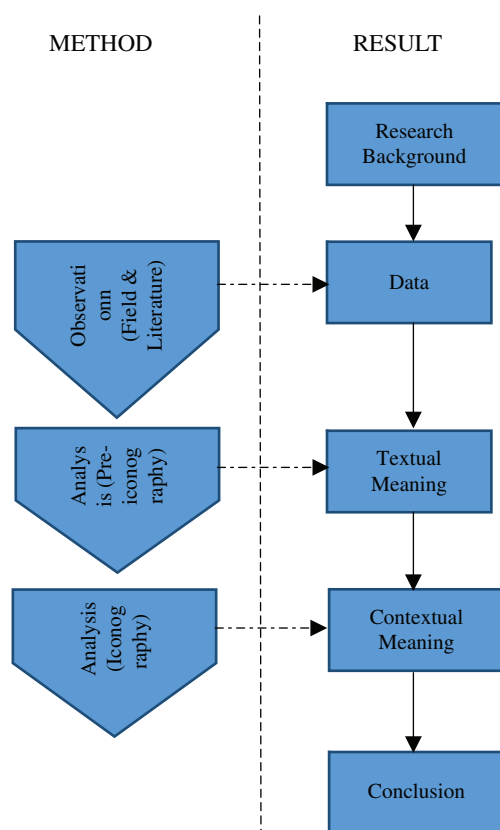 METHOD
RESULT
Research
Background
Observati
onn
(Field &
Literature)
Data
Analys
is (Pre-
iconog
raphy)
Textual
Meaning
Analysis
(Iconog
raphy)
Contextual
Meaning
Conclusion